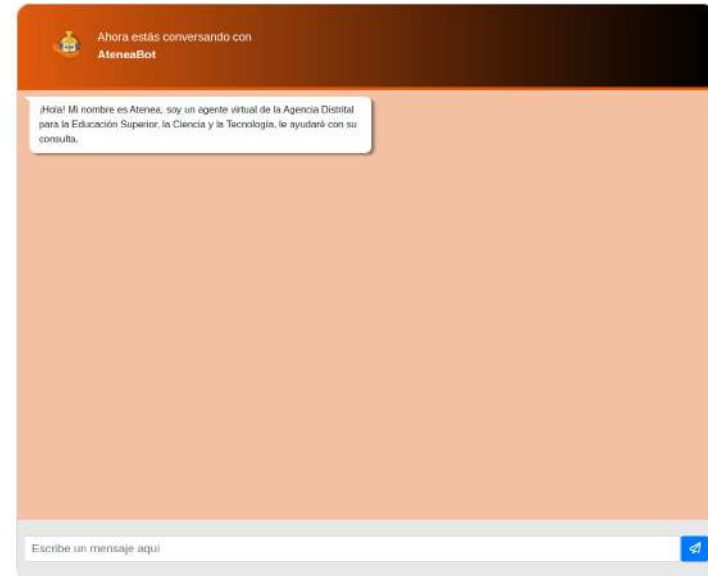 Ahora estás conversando con
AteneaBot
¡Hola! Mi nombre es Atenea, soy un agente virtual de la Agencia Distrital
para la Educación Superior, la Ciencia y la Tecnología, le ayudaré con su
consulta.
Escribe un mensaje aquí